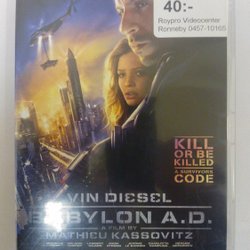 40:-
Roypro Videocenter
Ronneby 0457-10165
KILL
OR BE
KILLED
A SURVIVORS
CODE
VIN DIESEL
BABYLON A.D.
A FILM BY
MATHIEU KASSOVITZ